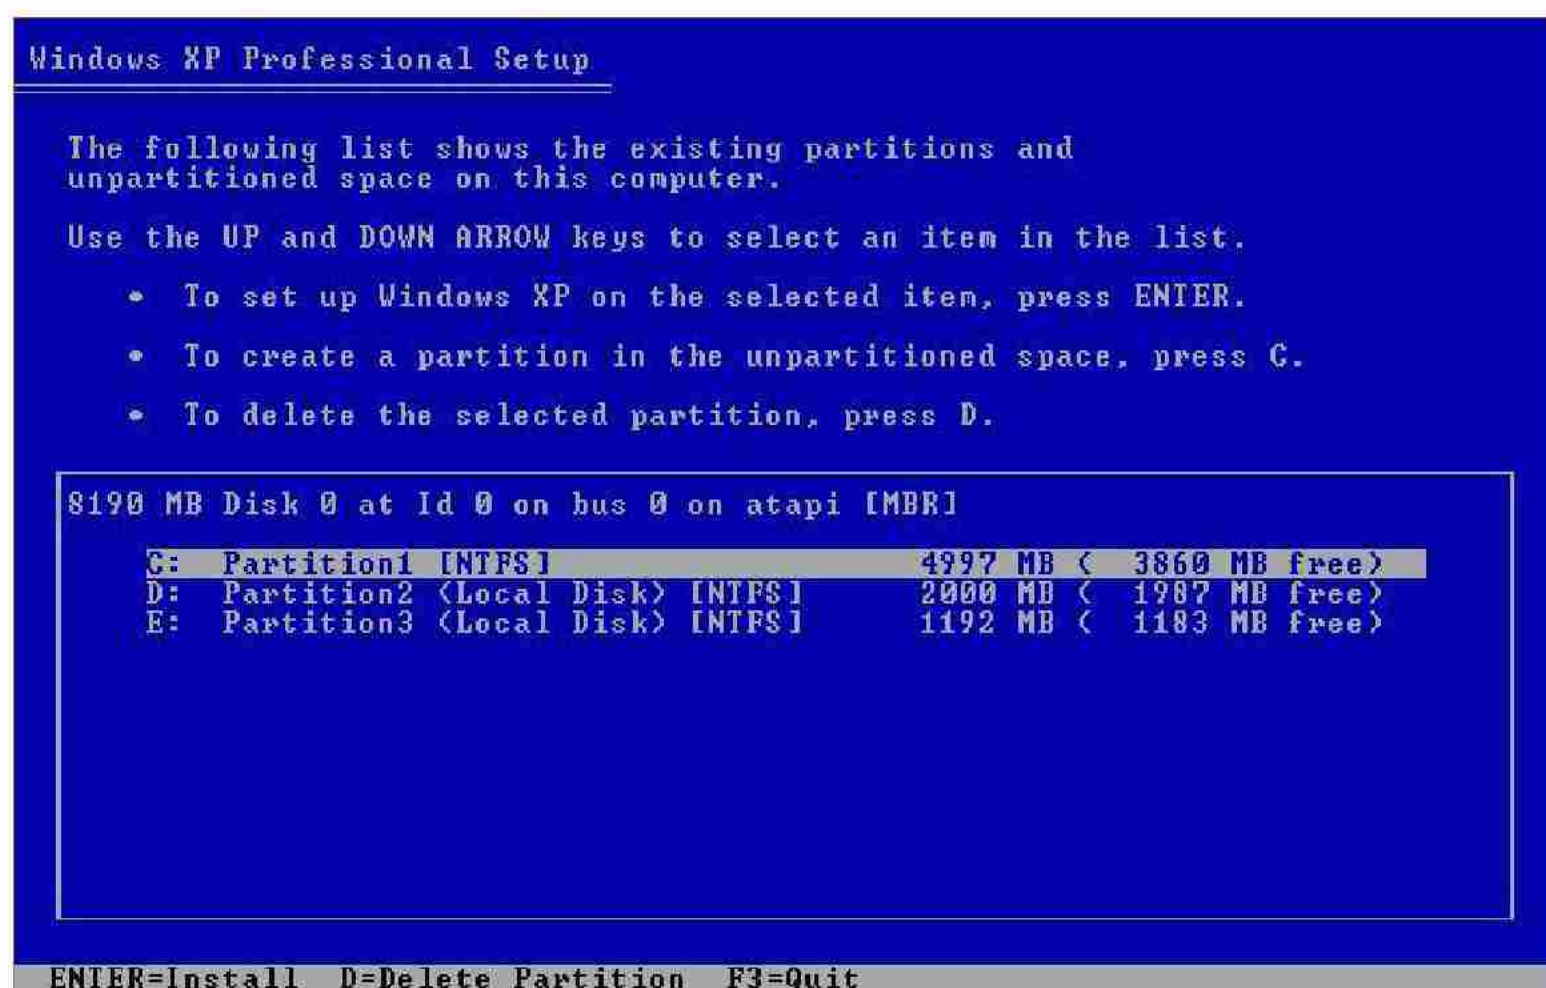 Windows XP Professional Setup
The following list shows the existing partitions and
unpartitioned space on this computer.
Use the UP and DOWN ARROW keys to select an item in the list.
• To set up Windows XP on the selected item, press ENTER.
• To create a partition in the unpartitioned space, press C.
• To delete the selected partition, press D.
8190 MB Disk 0 at Id 0 on bus 0 on atapi [MBR]
C: Partition1 [NTFS] 4997 MB ( 3860 MB free)
D: Partition2 (Local Disk) [NTFS] 2000 MB ( 1987 MB free)
E: Partition3 (Local Disk) [NTFS] 1192 MB ( 1183 MB free)
ENTER=Install D=Delete Partition F3=Quit